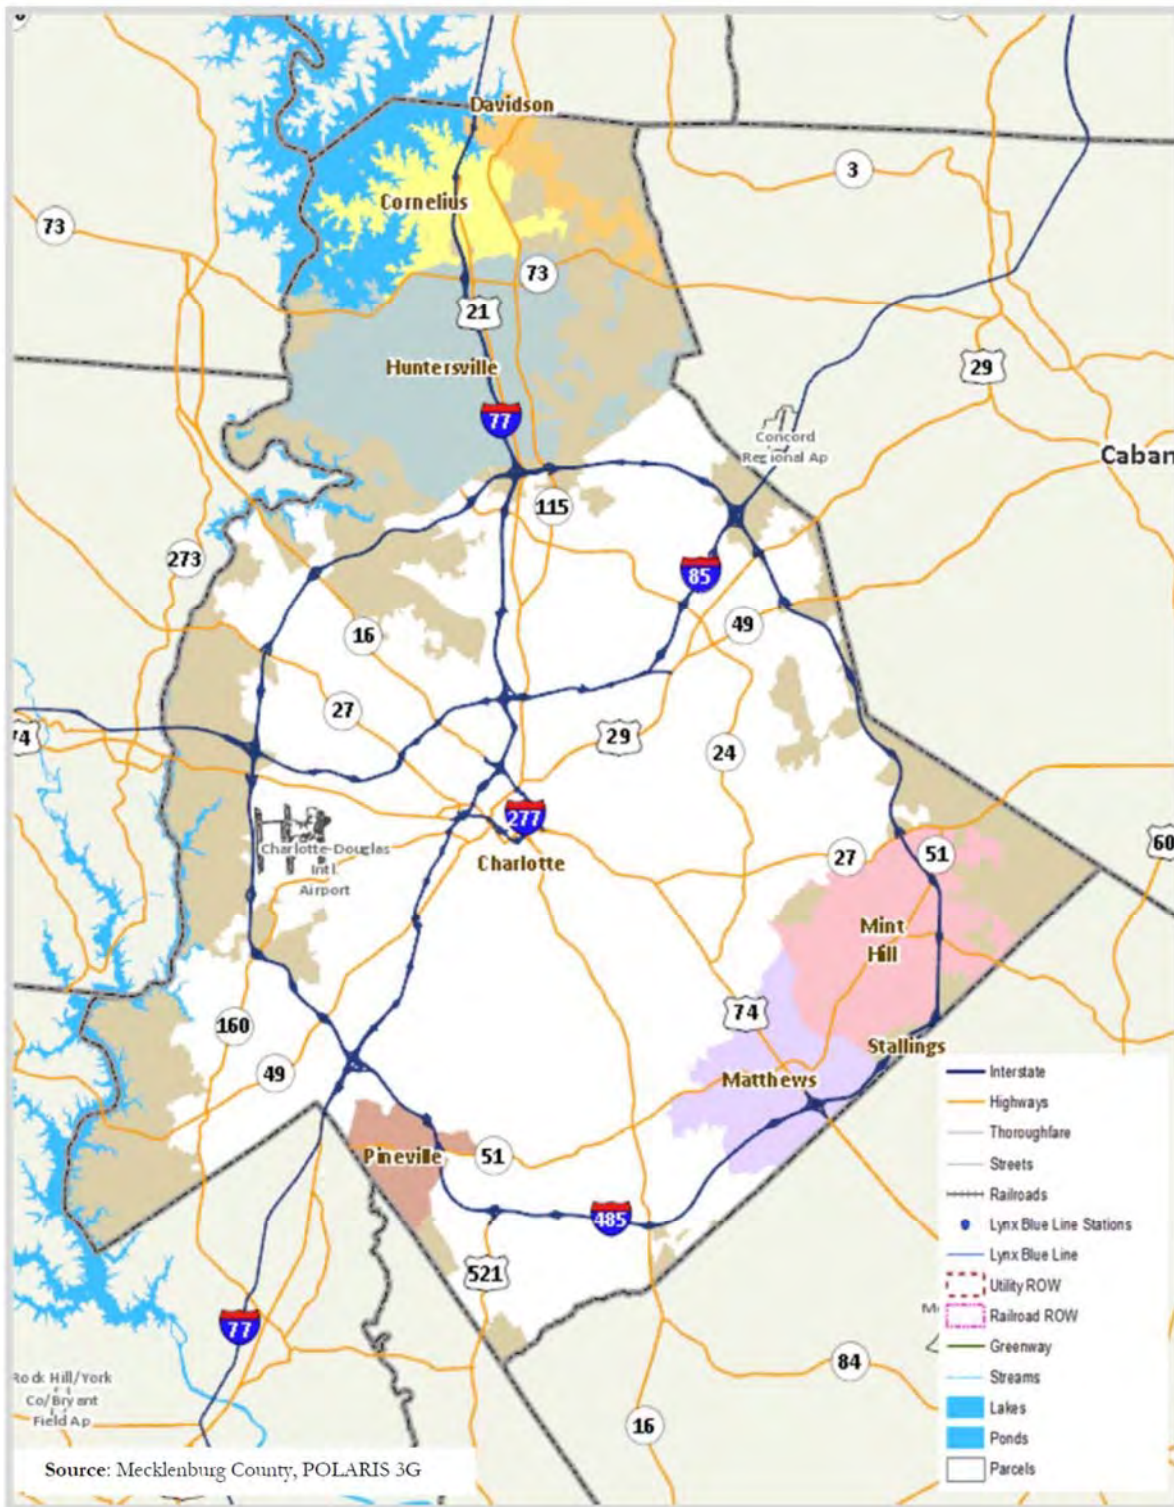 Davidson
3
Cornelius
73
73
21
Huntersville
29
77
Concord
Regional Ap
Caban
115
273
85
49
16
27
29
74
24
277
Charlotte-Douglas
Int'l
Airport
Charlotte
27
51
60
Mint
Hill
74
160
Stallings
49
Matthews
Pineville
51
485
521
77
84
16
Rock Hill/York
Co/Bryant
Field Ap
Interstate
Highways
Thoroughfare
Streets
Railroads
Lynx Blue Line Stations
Lynx Blue Line
Utility ROW
Railroad ROW
Greenway
Streams
Lakes
Ponds
Parcels
Source: Mecklenburg County, POLARIS 3G